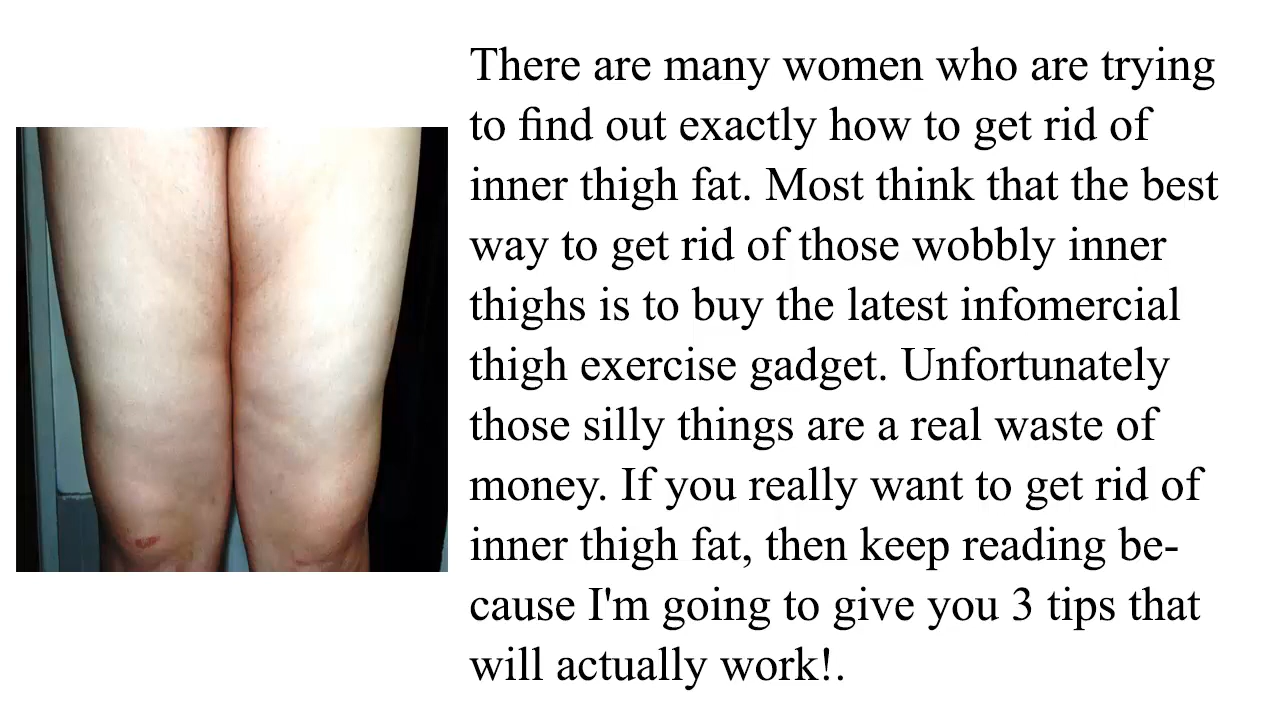 There are many women who are trying
to find out exactly how to get rid of
inner thigh fat. Most think that the best
way to get rid of those wobbly inner
thighs is to buy the latest infomercial
thigh exercise gadget. Unfortunately
those silly things are a real waste of
money. If you really want to get rid of
inner thigh fat, then keep reading be-
cause I'm going to give you 3 tips that
will actually work!.